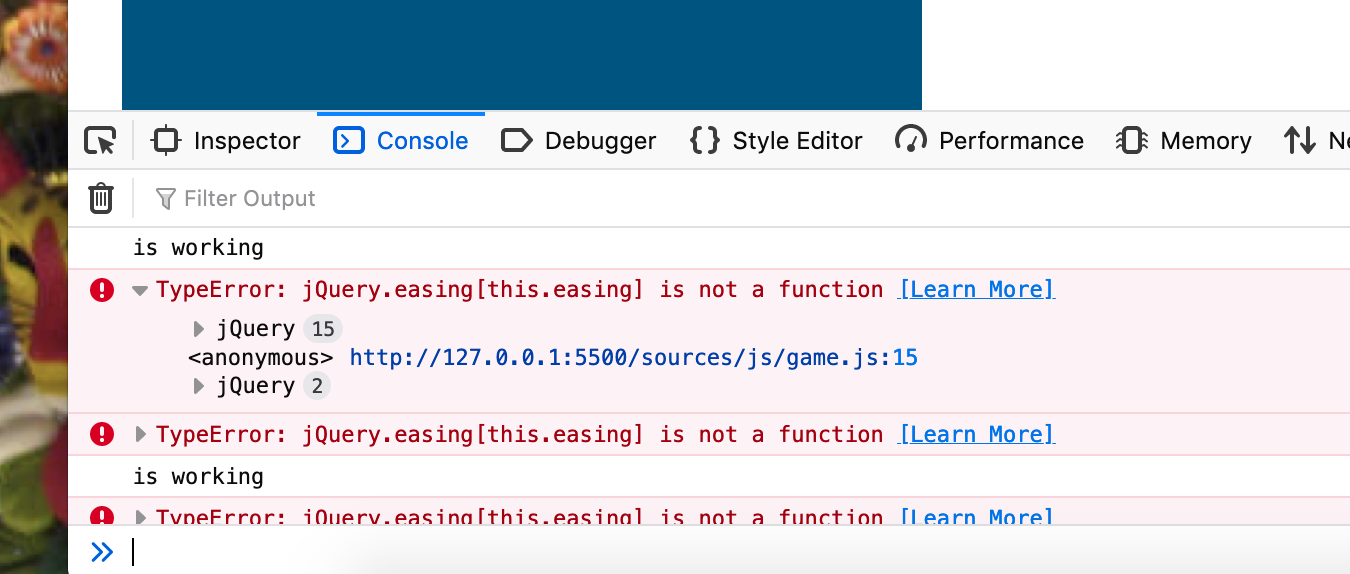 Inspector Console Debugger Style Editor Performance Memory
Filter Output
is working
TypeError: jQuery.easing[this.easing] is not a function [Learn More]
jQuery 15
<anonymous> http://127.0.0.1:5500/sources/js/game.js:15
jQuery 2
TypeError: jQuery.easing[this.easing] is not a function [Learn More]
is working
TypeError: jQuery.easing[this.easing] is not a function [Learn More]